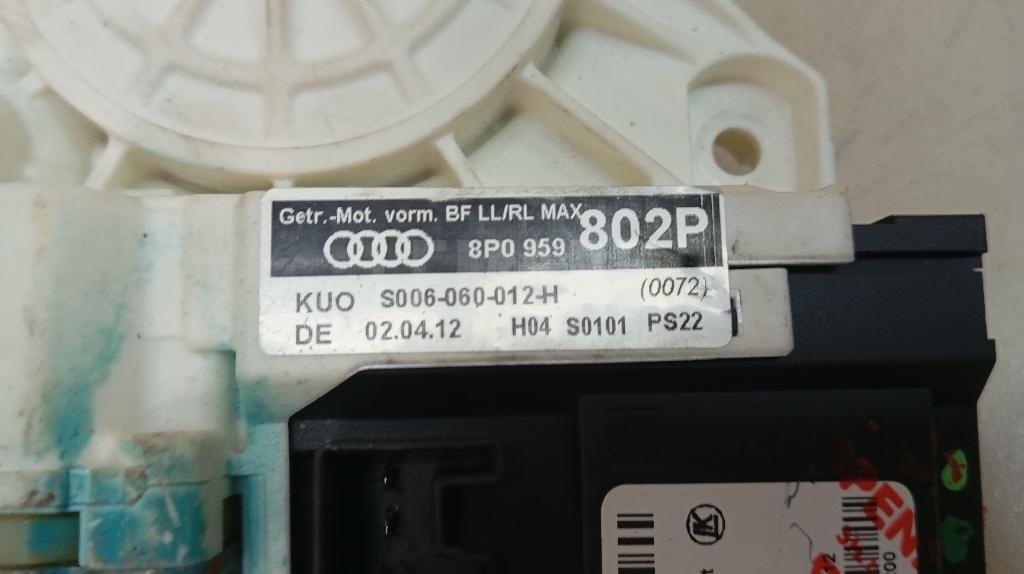 Getr.-Mot. vorm. BF LL/RL MAX
8P0 959 802P
KUO S006-060-012-H (0072)
DE 02.04.12 H04 S0101 PS22